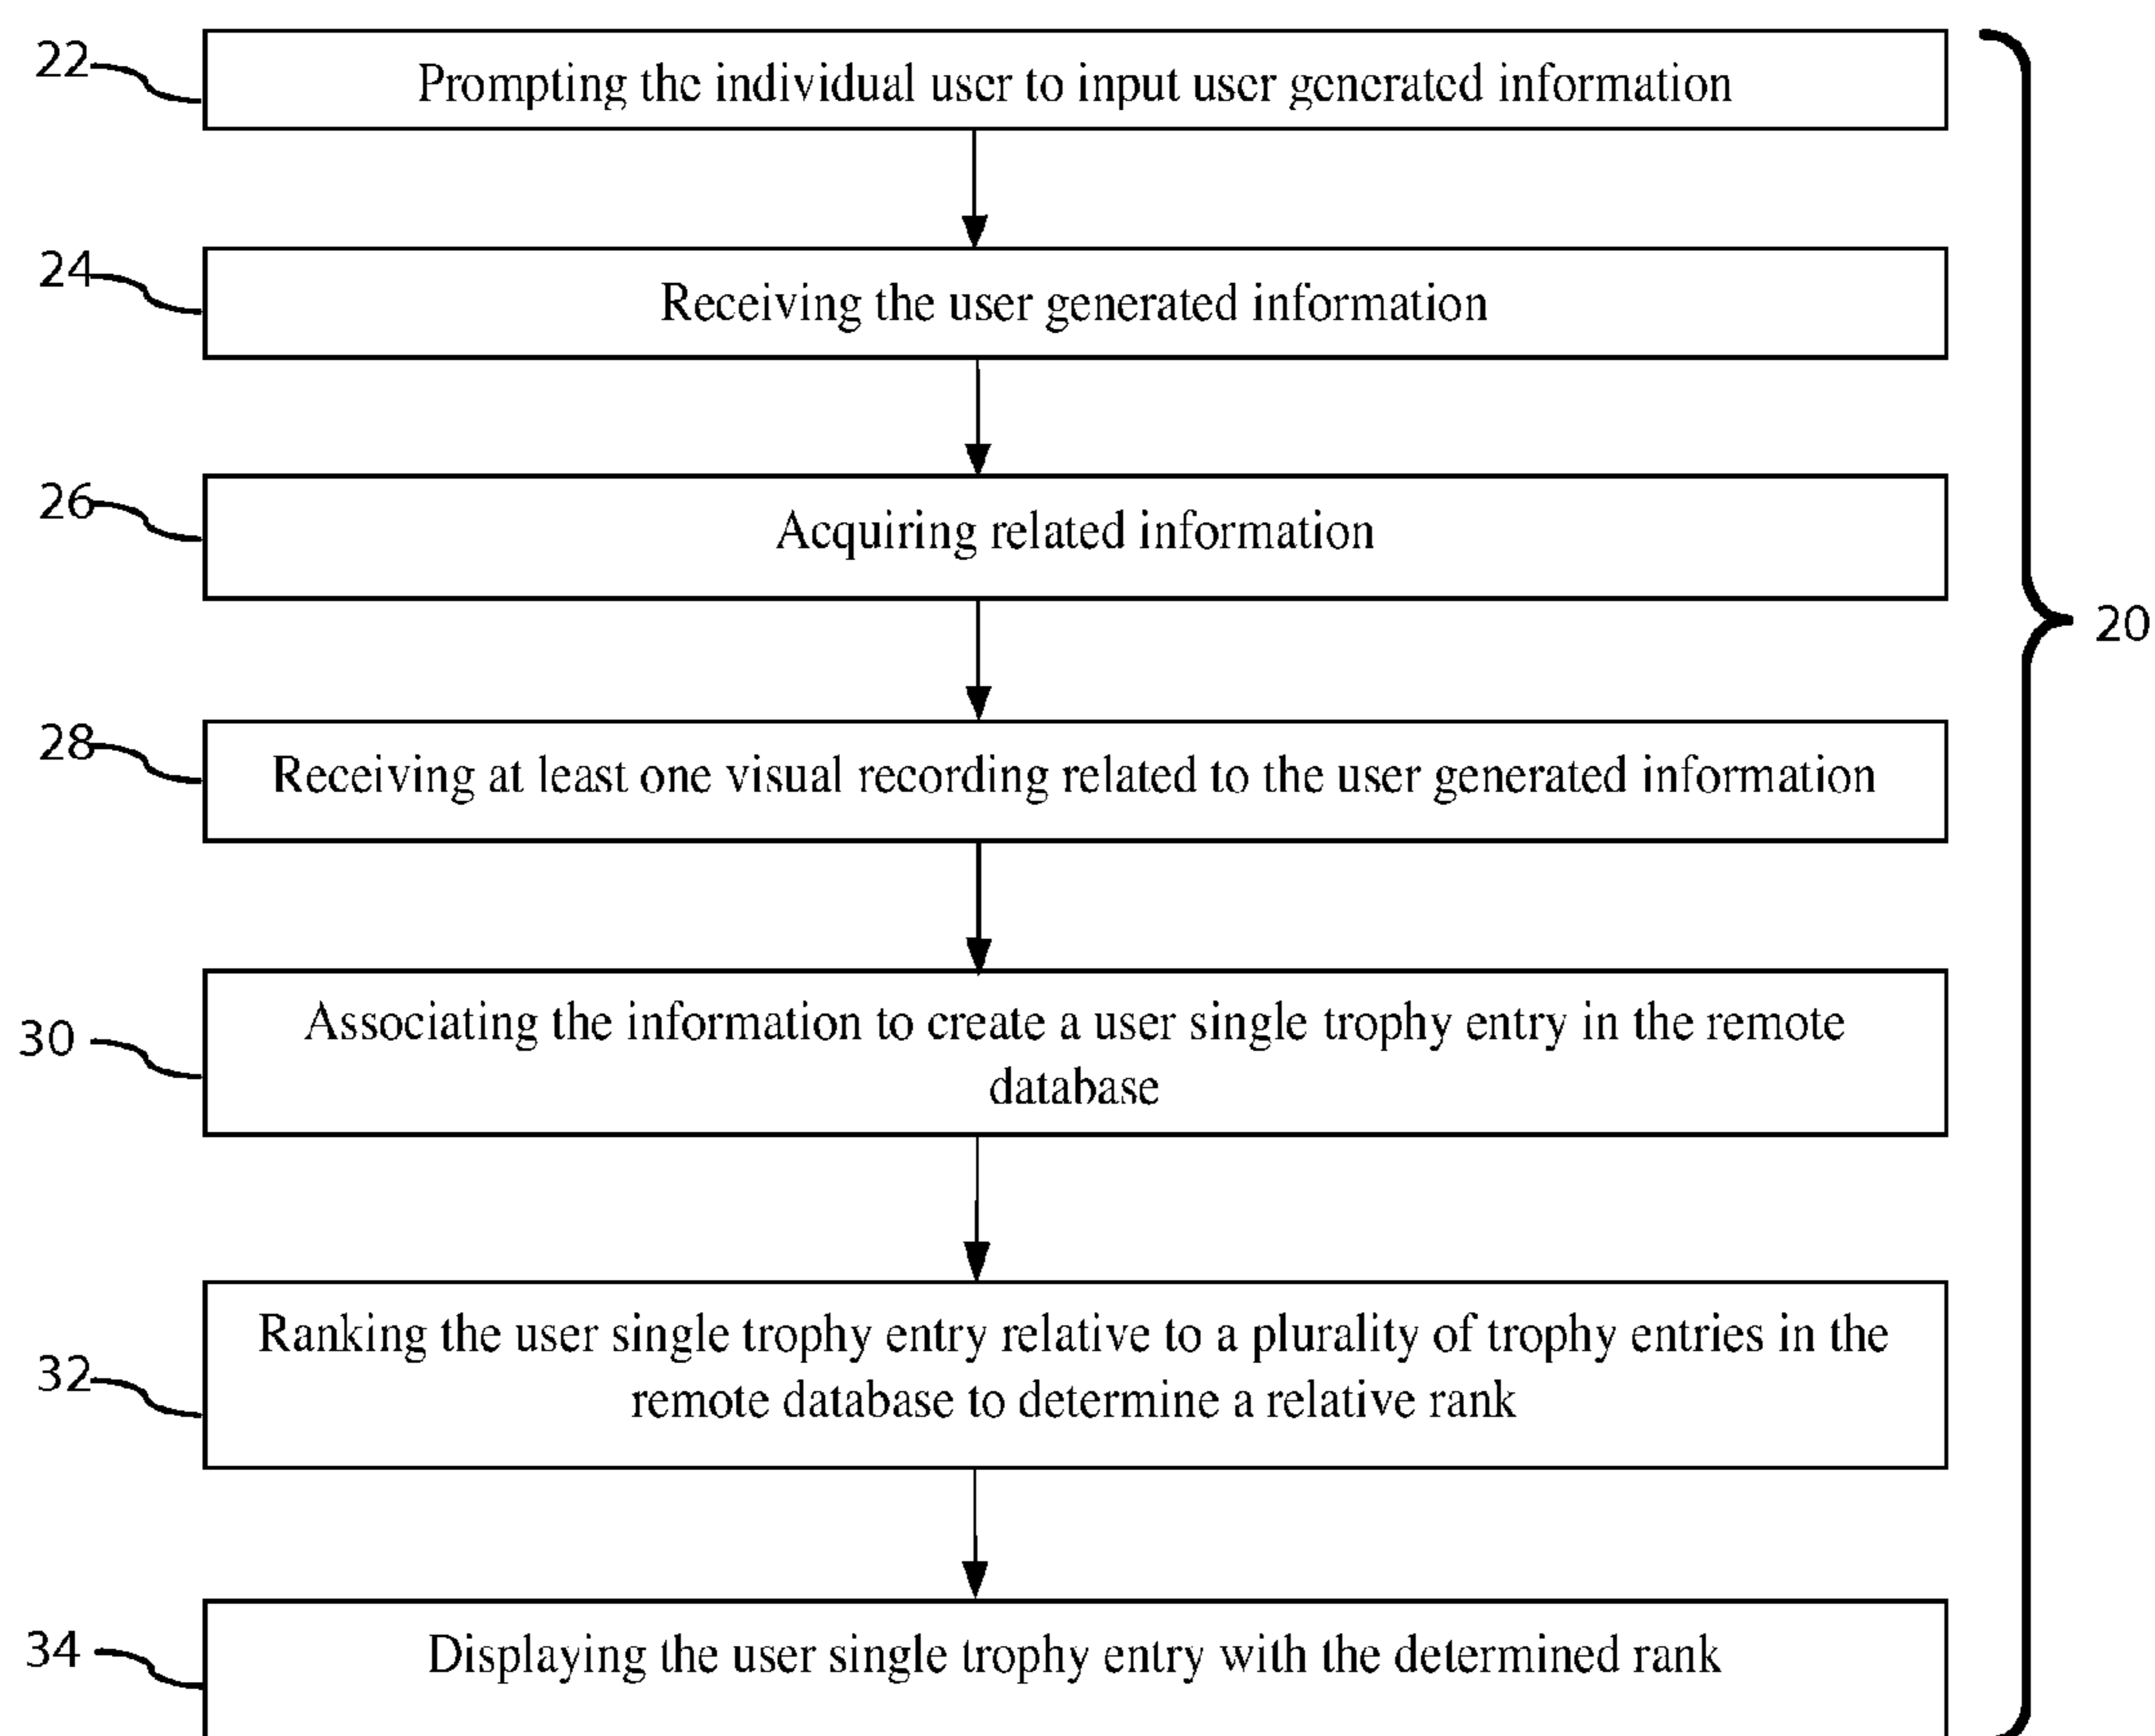 22
Prompting the individual user to input user generated information
24
Receiving the user generated information
26
Acquiring related information
20
28
Receiving at least one visual recording related to the user generated information
30
Associating the information to create a user single trophy entry in the remote
database
32
Ranking the user single trophy entry relative to a plurality of trophy entries in the
remote database to determine a relative rank
34
Displaying the user single trophy entry with the determined rank